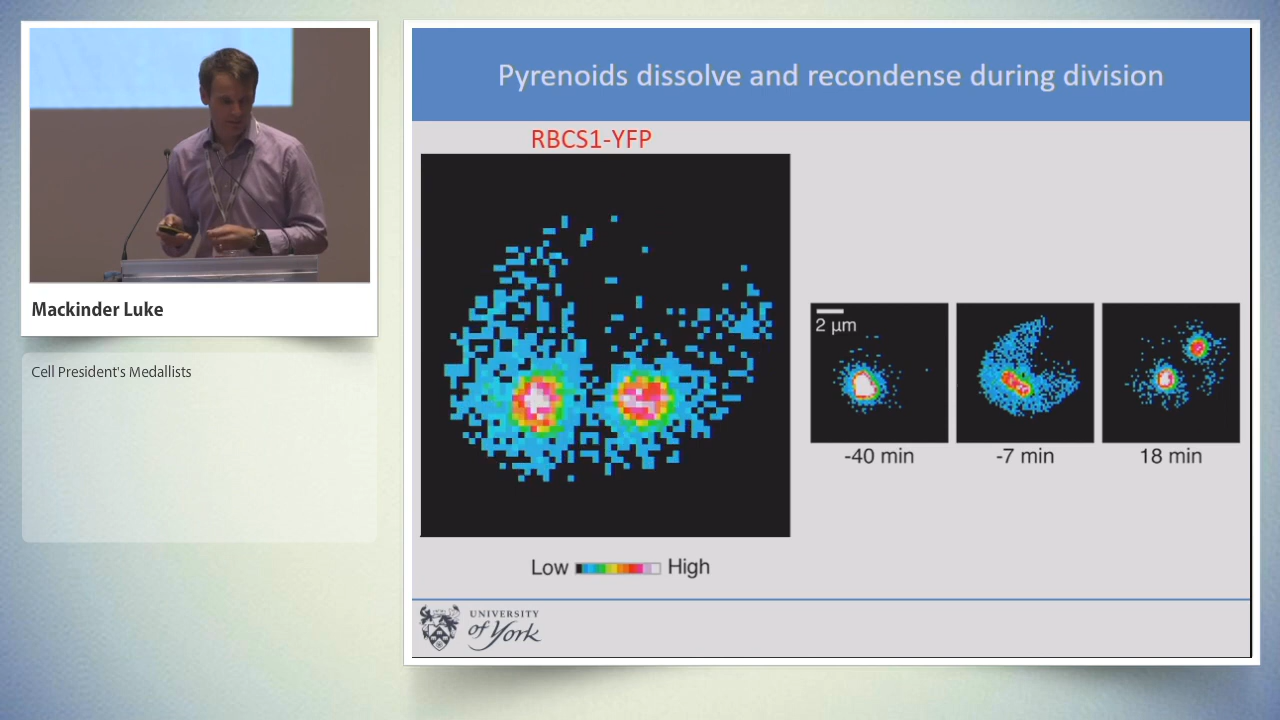 Pyrenoids dissolve and recondense during division
RBCS1-YFP
2 µm
-40 min
-7 min
18 min
Low
High
UNIVERSITY
of York
Mackinder Luke
Cell President's Medallists